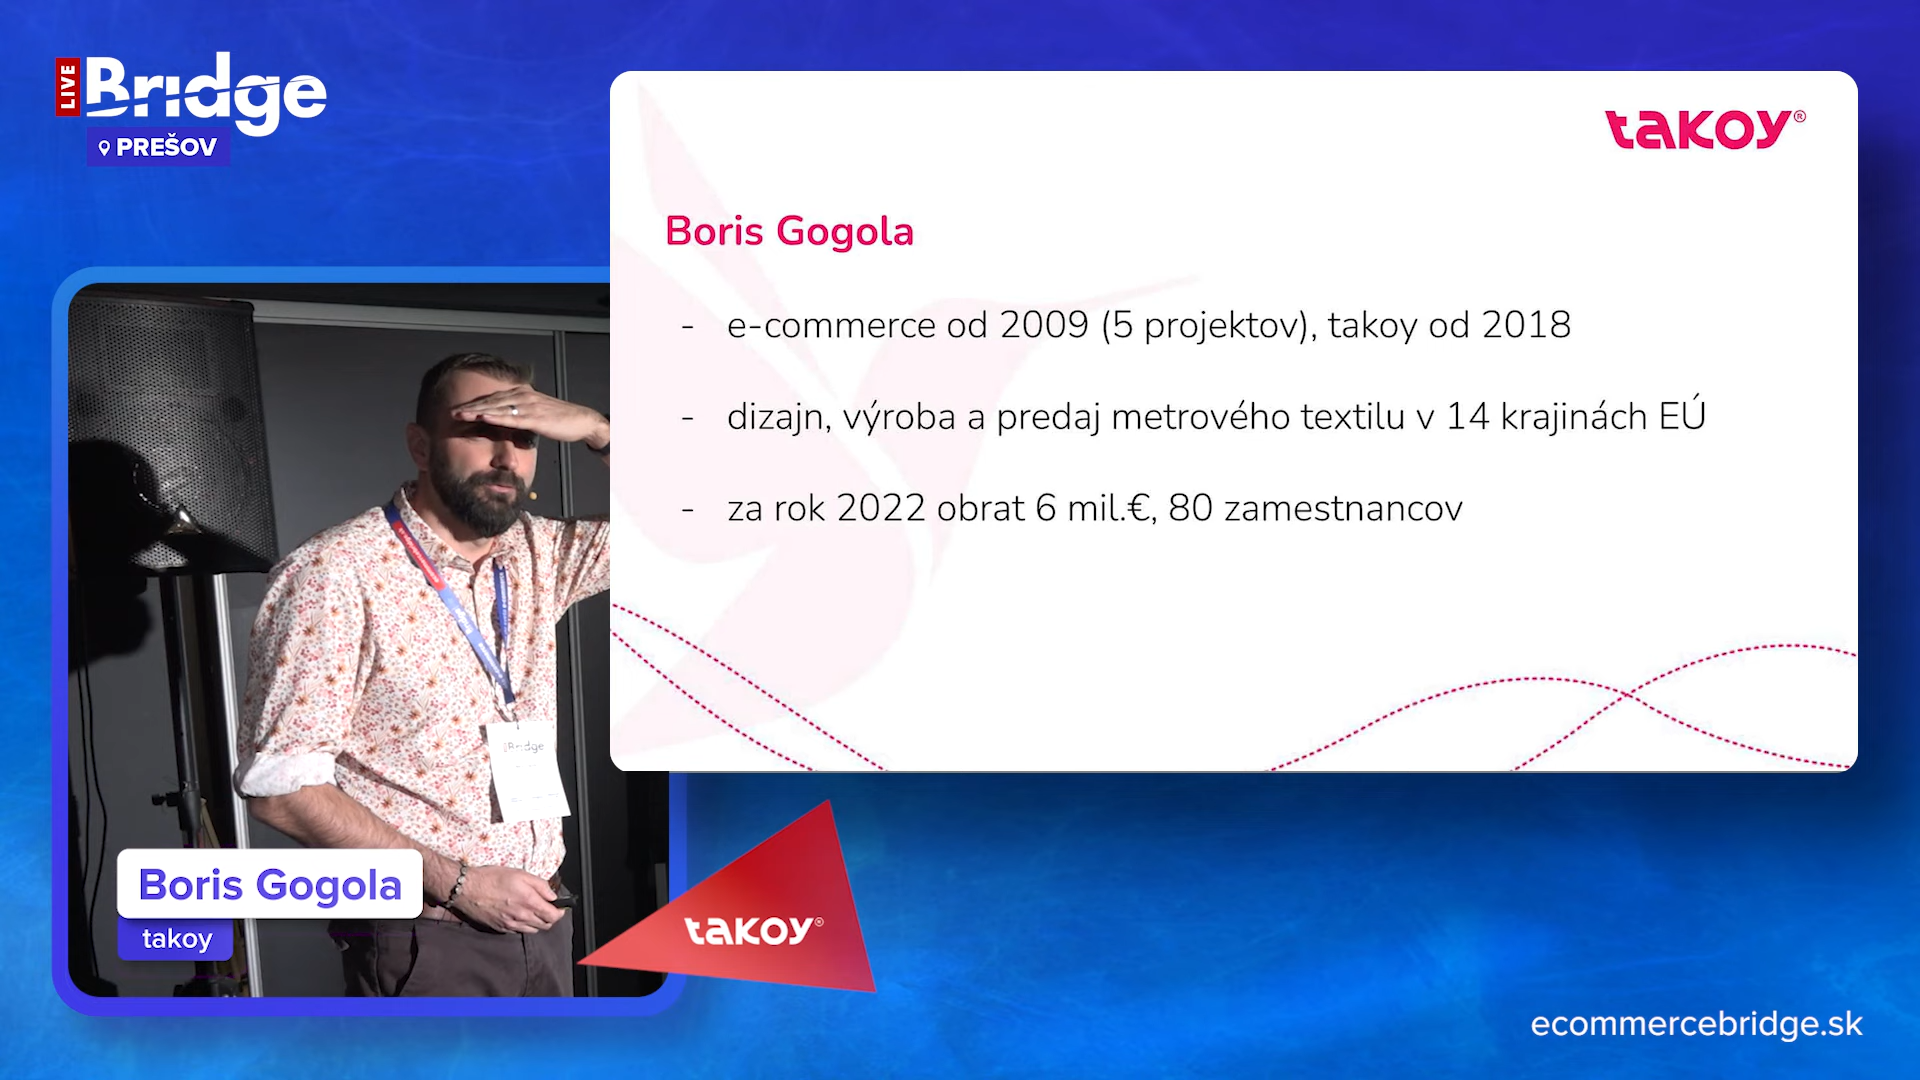 LIVE
Bridge
PREŠOV
takoy®
Boris Gogola
- e-commerce od 2009 (5 projektov), takoy od 2018
- dizajn, výroba a predaj metrového textilu v 14 krajinách EÚ
- za rok 2022 obrat 6 mil.€, 80 zamestnancov
Bridge
Boris Gogola
takoy
takoy®
ecommercebridge.sk